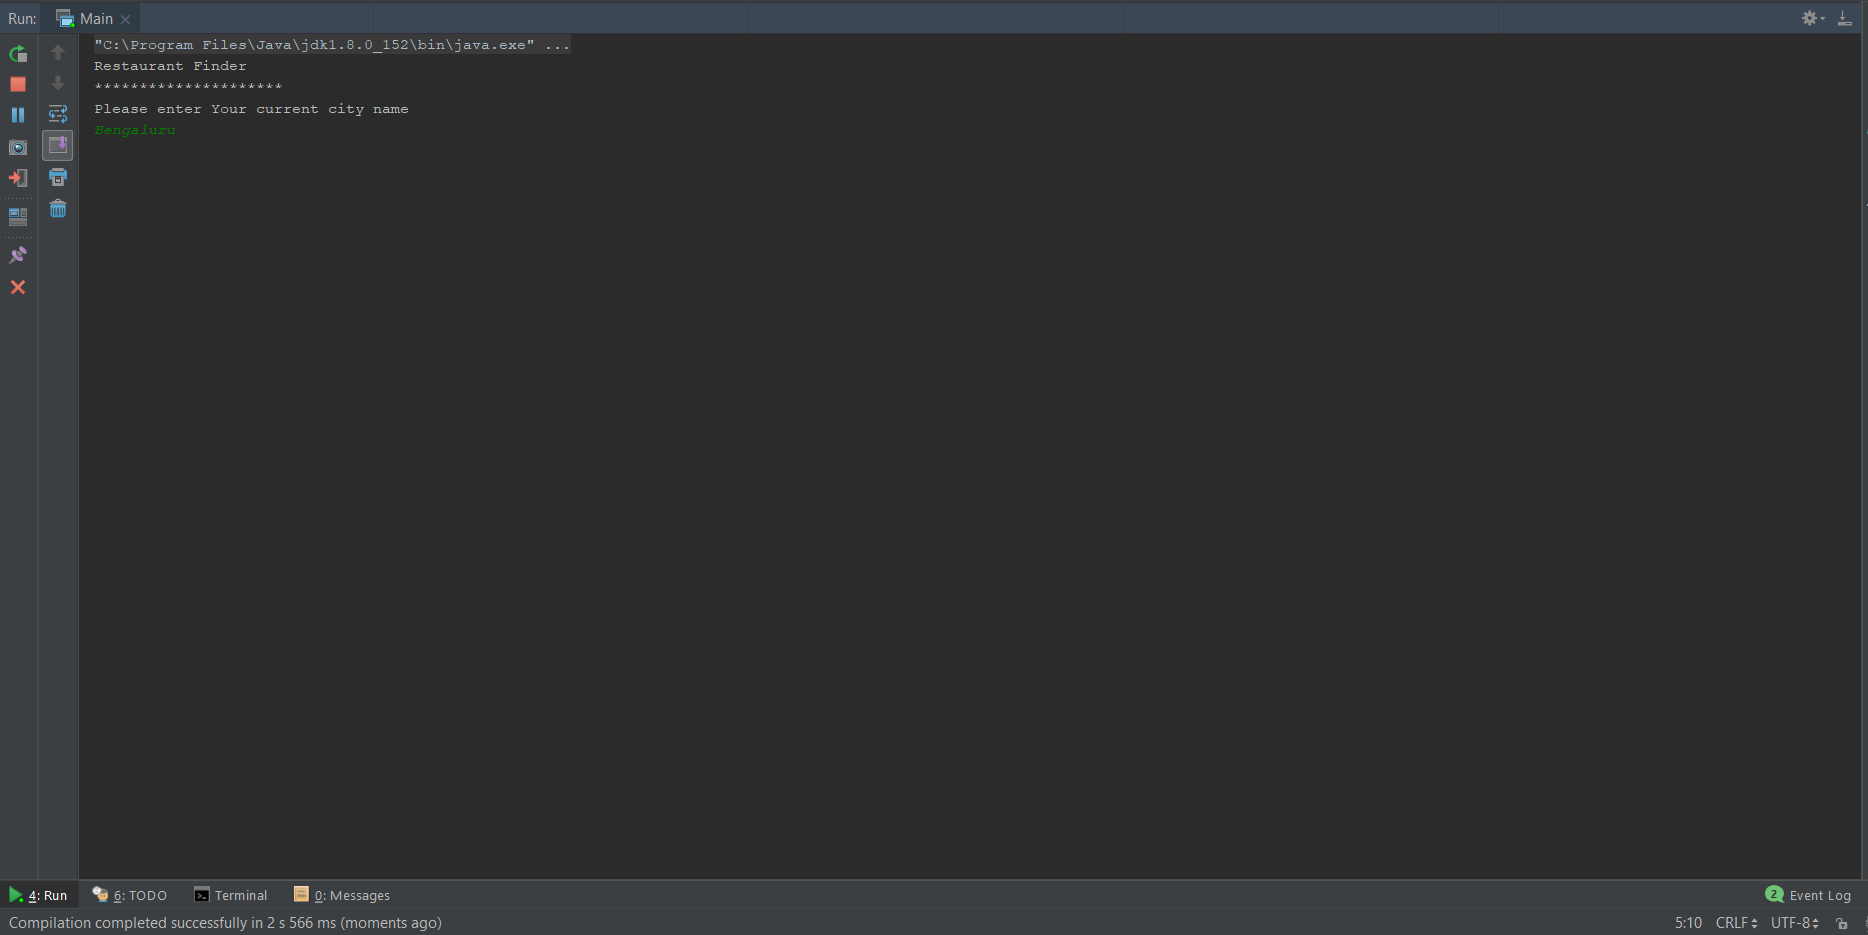 Run: Main
"C:\Program Files\Java\jdk1.8.0_152\bin\java.exe" ...
Restaurant Finder
*********************
Please enter Your current city name
Bengaluru
4: Run 6: TODO Terminal 0: Messages 2 Event Log
Compilation completed successfully in 2 s 566 ms (moments ago) 5:10 CRLF UTF-8